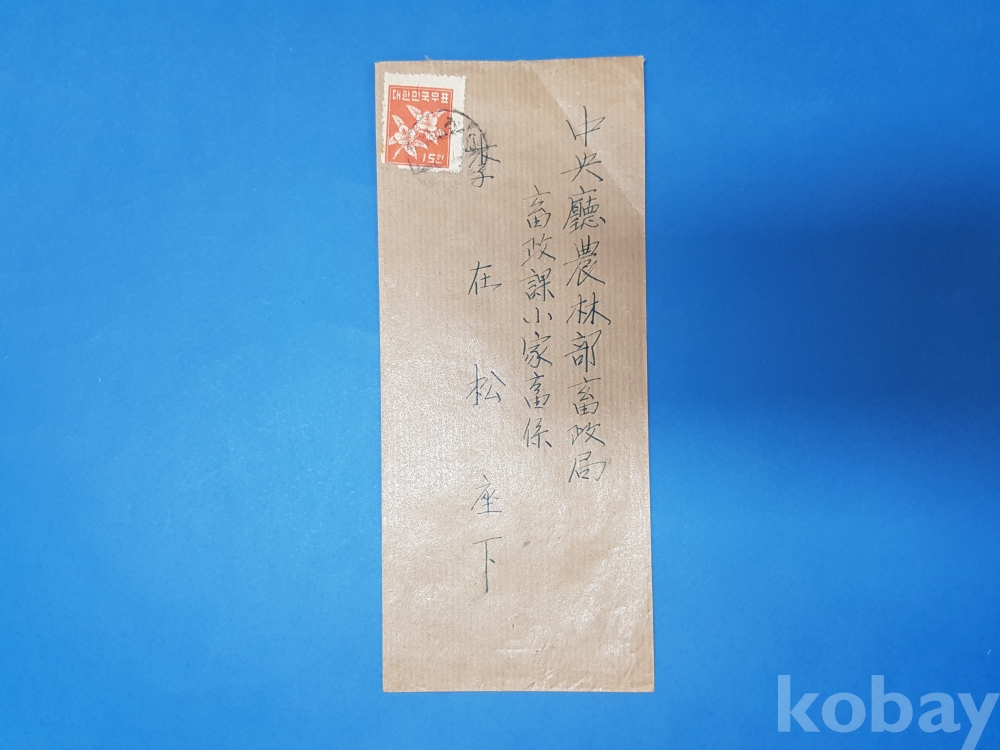 中央廳農林部畜政局
畜政課小家畜係
李在松 座下
대한민국우표
15원
kobay